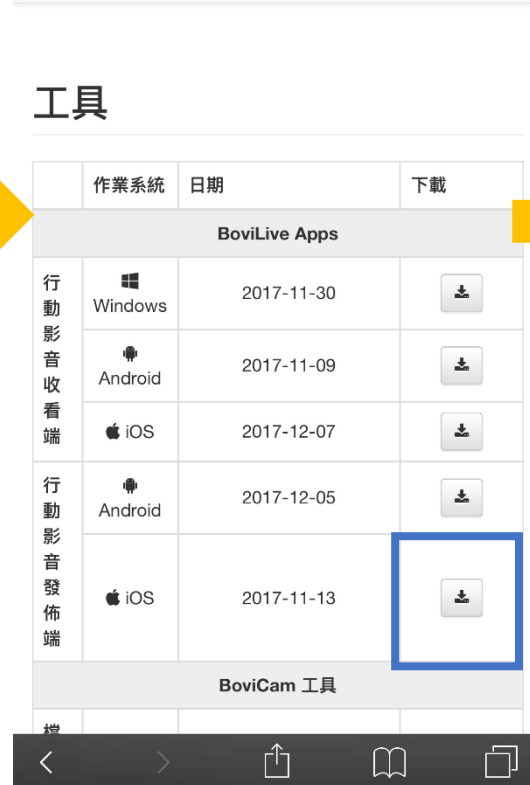 工具
作業系統 日期 下載
BoviLive Apps
行動影音收看端
Windows 2017-11-30
Android 2017-11-09
iOS 2017-12-07
行動影音發佈端
Android 2017-12-05
iOS 2017-11-13
BoviCam 工具